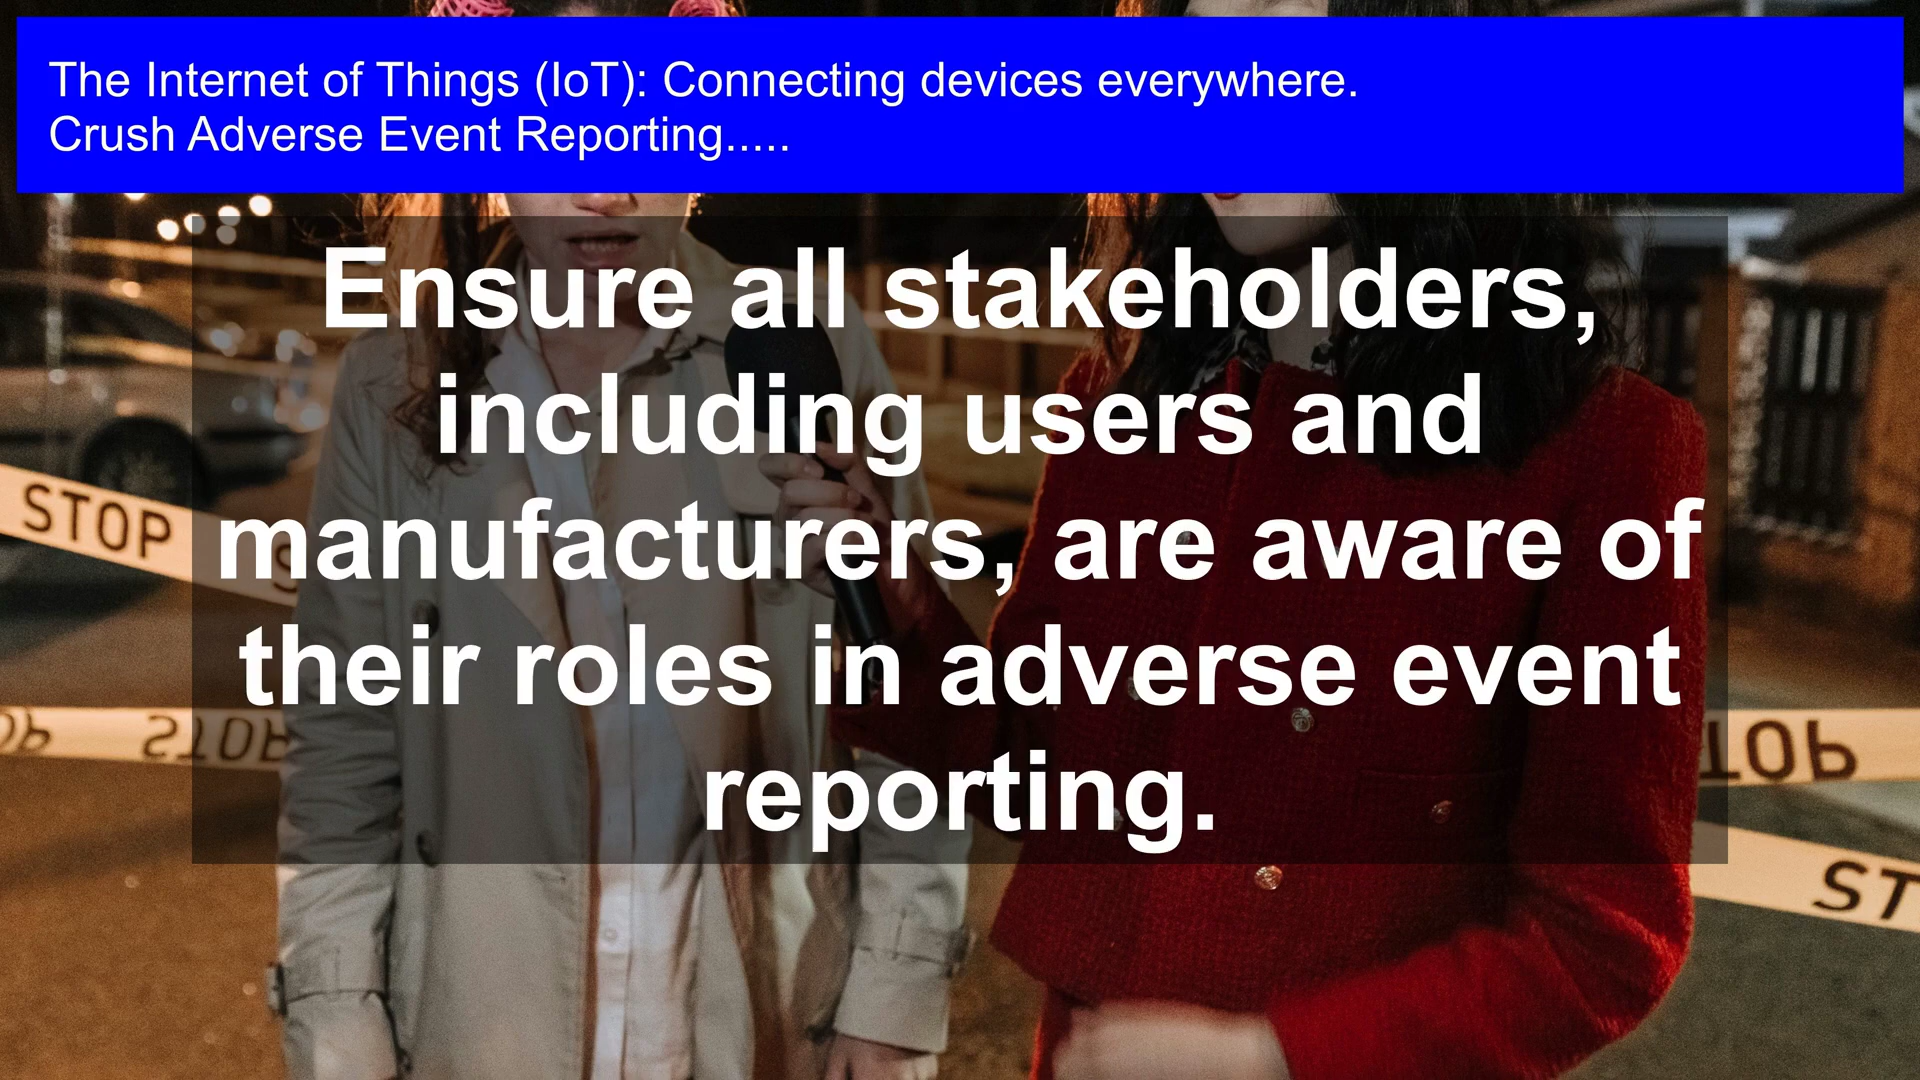 The Internet of Things (IoT): Connecting devices everywhere.
Crush Adverse Event Reporting.....
Ensure all stakeholders,
including users and
manufacturers, are aware of
their roles in adverse event
reporting.
STOP
STOP
TOP
ST